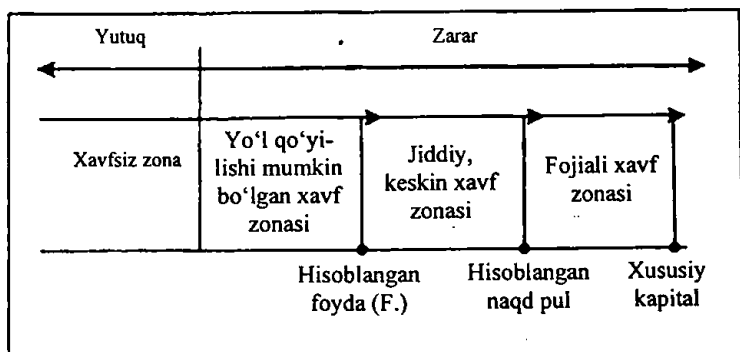 Yutuq
Zarar
Xavfsiz zona
Yo‘l qo‘yi-
lishi mumkin
bo‘lgan xavf
zonasi
Jiddiy,
keskin xavf
zonasi
Fojiali xavf
zonasi
Hisoblangan
foyda (F.)
Hisoblangan
naqd pul
Xususiy
kapital